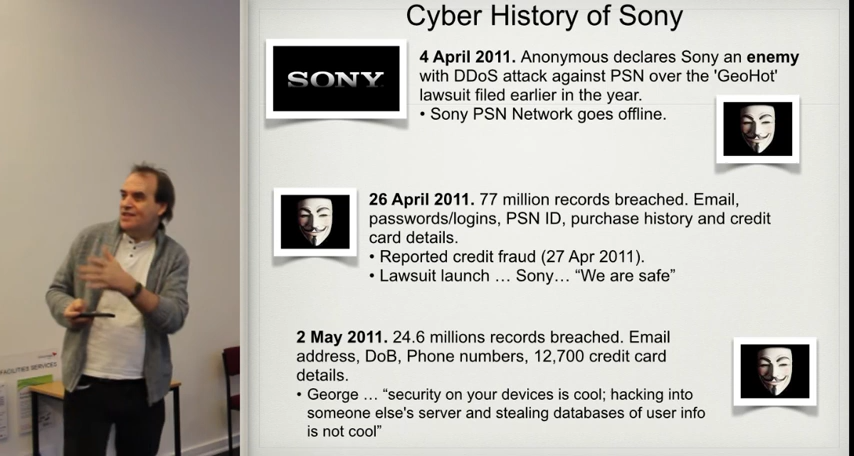 Cyber History of Sony
SONY
4 April 2011. Anonymous declares Sony an enemy
with DDoS attack against PSN over the 'GeoHot'
lawsuit filed earlier in the year.
• Sony PSN Network goes offline.
26 April 2011. 77 million records breached. Email,
passwords/logins, PSN ID, purchase history and credit
card details.
• Reported credit fraud (27 Apr 2011).
• Lawsuit launch … Sony… “We are safe”
2 May 2011. 24.6 millions records breached. Email
address, DoB, Phone numbers, 12,700 credit card
details.
• George … “security on your devices is cool; hacking into
someone else's server and stealing databases of user info
is not cool”
FACILITIES SERVICES